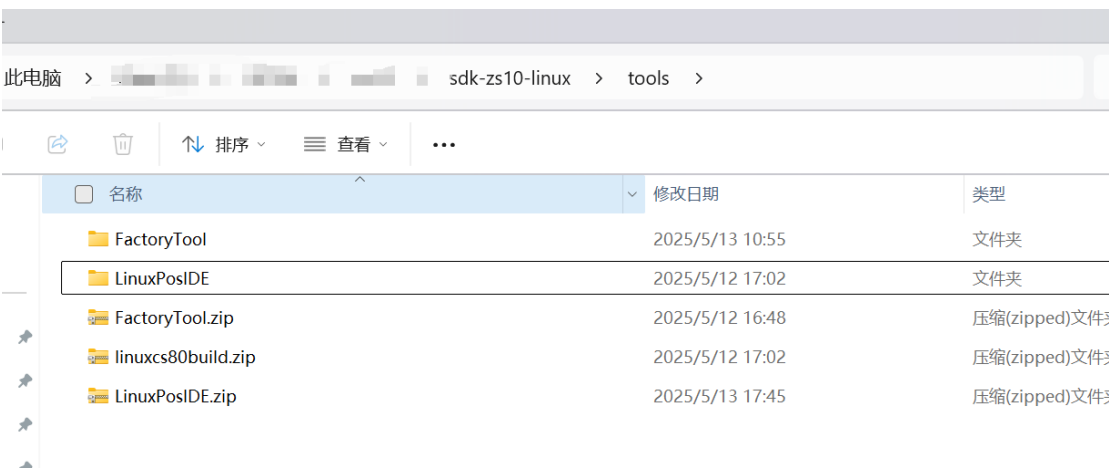 此电脑 > sdk-zs10-linux > tools >
排序 查看 •••
名称 修改日期 类型
FactoryTool 2025/5/13 10:55 文件夹
LinuxPosIDE 2025/5/12 17:02 文件夹
FactoryTool.zip 2025/5/12 16:48 压缩(zipped)文件
linuxcs80build.zip 2025/5/12 17:02 压缩(zipped)文件
LinuxPosIDE.zip 2025/5/13 17:45 压缩(zipped)文件